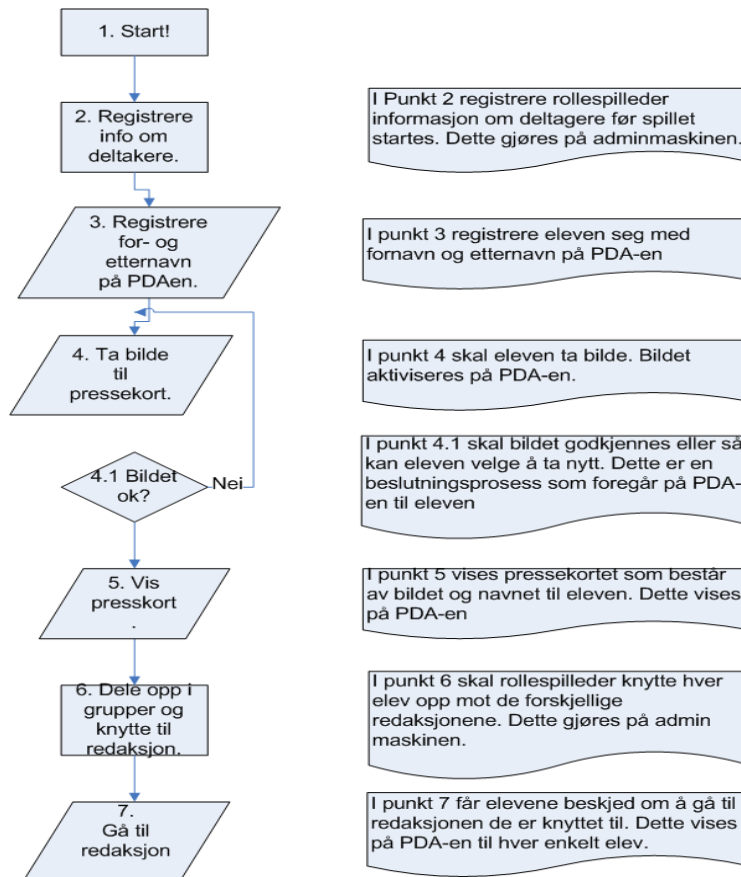 1. Start!
2. Registrere
info om
deltakere.
I Punkt 2 registrere rollespilleder
informasjon om deltagere før spillet
startes. Dette gjøres på adminmaskinen.
3. Registrere
for- og
etternavn
på PDAen.
I punkt 3 registrere eleven seg med
fornavn og etternavn på PDA-en
4. Ta bilde
til
pressekort.
I punkt 4 skal eleven ta bilde. Bildet
aktiviseres på PDA-en.
4.1 Bildet
ok?
Nei
I punkt 4.1 skal bildet godkjennes eller så
kan eleven velge å ta nytt. Dette er en
beslutningsprosess som foregår på PDA-
en til eleven
5. Vis
presskort
.
I punkt 5 vises pressekortet som består
av bildet og navnet til eleven. Dette vises
på PDA-en
6. Dele opp i
grupper og
knytte til
redaksjon.
I punkt 6 skal rollespilleder knytte hver
elev opp mot de forskjellige
redaksjonene. Dette gjøres på admin
maskinen.
7.
Gå til
redaksjon
I punkt 7 får elevene beskjed om å gå til
redaksjonen de er knyttet til. Dette vises
på PDA-en til hver enkelt elev.